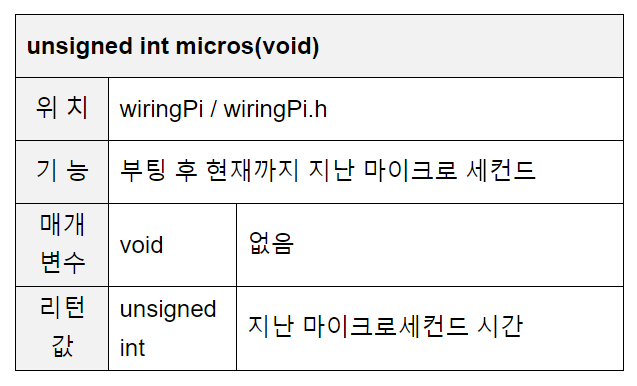 unsigned int micros(void)
위 치
wiringPi / wiringPi.h
기 능
부팅 후 현재까지 지난 마이크로 세컨드
매개
변수
void
없음
리턴
값
unsigned
int
지난 마이크로세컨드 시간